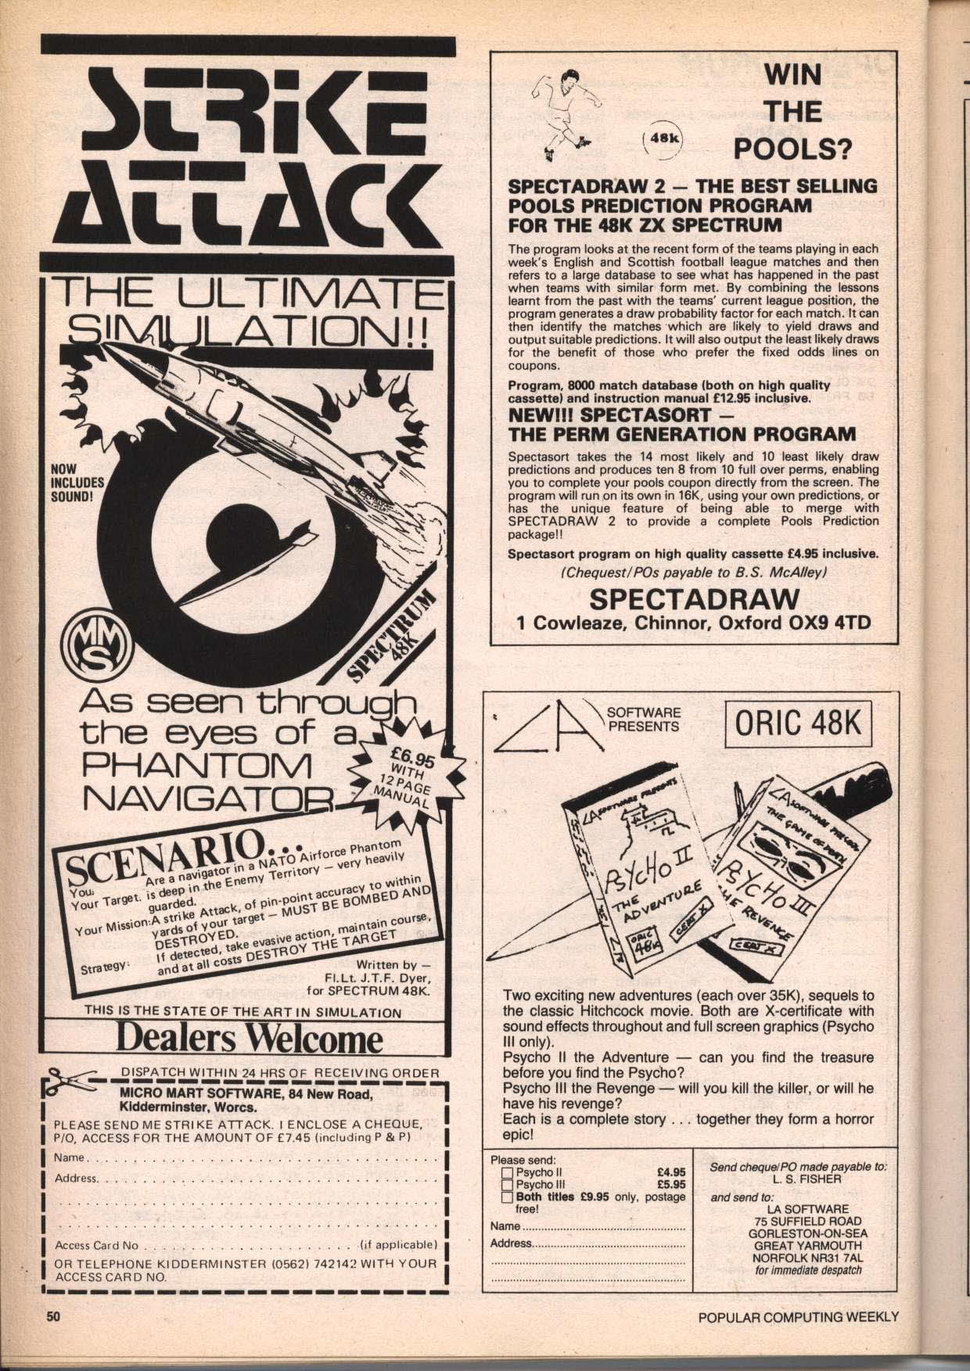 STRIKE
ATTACK
THE ULTIMATE
SIMULATION!!
NOW
INCLUDES
SOUND!
SPECTRUM
48K
MMS
As seen through
the eyes of a
PHANTOM
NAVIGATOR
£6.95
WITH
12 PAGE
MANUAL
SCENARIO...
You. Are a navigator in a NATO Airforce Phantom
Your Target. is deep in the Enemy Territory – very heavily
guarded.
Your Mission: A strike Attack, of pin-point accuracy to within
yards of your target – MUST BE BOMBED AND
DESTROYED.
Strategy: If detected, take evasive action, maintain course,
and at all costs DESTROY THE TARGET
Written by –
Fl.Lt. J.T.F. Dyer,
for SPECTRUM 48K.
THIS IS THE STATE OF THE ART IN SIMULATION
Dealers Welcome
DISPATCH WITHIN 24 HRS OF RECEIVING ORDER
MICRO MART SOFTWARE, 84 New Road,
Kidderminster, Worcs.
PLEASE SEND ME STRIKE ATTACK. I ENCLOSE A CHEQUE,
P/O, ACCESS FOR THE AMOUNT OF £7.45 (including P & P)
Name
Address
Access Card No (if applicable)
OR TELEPHONE KIDDERMINSTER (0562) 742142 WITH YOUR
ACCESS CARD NO.
48k
WIN
THE
POOLS?
SPECTADRAW 2 — THE BEST SELLING
POOLS PREDICTION PROGRAM
FOR THE 48K ZX SPECTRUM
The program looks at the recent form of the teams playing in each
week's English and Scottish football league matches and then
refers to a large database to see what has happened in the past
when teams with similar form met. By combining the lessons
learnt from the past with the teams' current league position, the
program generates a draw probability factor for each match. It can
then identify the matches which are likely to yield draws and
output suitable predictions. It will also output the least likely draws
for the benefit of those who prefer the fixed odds lines on
coupons.
Program, 8000 match database (both on high quality
cassette) and instruction manual £12.95 inclusive.
NEW!!! SPECTASORT —
THE PERM GENERATION PROGRAM
Spectasort takes the 14 most likely and 10 least likely draw
predictions and produces ten 8 from 10 full over perms, enabling
you to complete your pools coupon directly from the screen. The
program will run on its own in 16K, using your own predictions, or
has the unique feature of being able to merge with
SPECTADRAW 2 to provide a complete Pools Prediction
package!!
Spectasort program on high quality cassette £4.95 inclusive.
(Chequest/POs payable to B.S. McAlley)
SPECTADRAW
1 Cowleaze, Chinnor, Oxford OX9 4TD
LA SOFTWARE
PRESENTS
ORIC 48K
LA SOFTWARE PRESENTS
PSYCHO II
THE
ADVENTURE
ORIC
48K
CERT X
LA SOFTWARE PRESENT
THE GAME OF DEATH
PSYCHO III
THE REVENGE
CERT X
Two exciting new adventures (each over 35K), sequels to
the classic Hitchcock movie. Both are X-certificate with
sound effects throughout and full screen graphics (Psycho
III only).
Psycho II the Adventure — can you find the treasure
before you find the Psycho?
Psycho III the Revenge — will you kill the killer, or will he
have his revenge?
Each is a complete story . . . together they form a horror
epic!
Please send:
Psycho II £4.95
Psycho III £5.95
Both titles £9.95 only, postage
free!
Name
Address
Send cheque/PO made payable to:
L. S. FISHER
and send to:
LA SOFTWARE
75 SUFFIELD ROAD
GORLESTON-ON-SEA
GREAT YARMOUTH
NORFOLK NR31 7AL
for immediate despatch
50
POPULAR COMPUTING WEEKLY